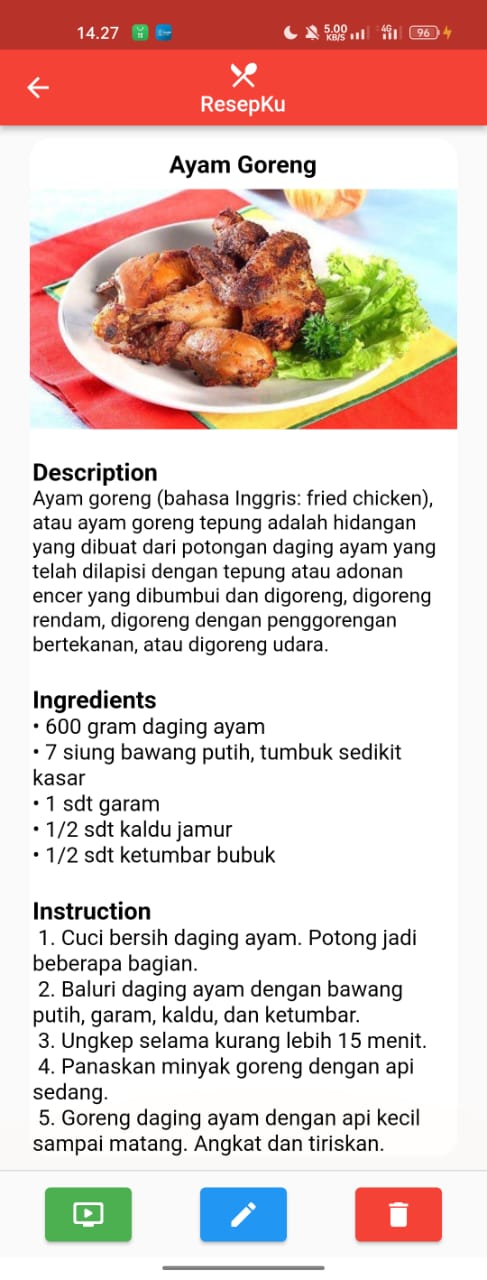 14.27
5.00
KB/S
4G
96
ResepKu
Ayam Goreng
Description
Ayam goreng (bahasa Inggris: fried chicken),
atau ayam goreng tepung adalah hidangan
yang dibuat dari potongan daging ayam yang
telah dilapisi dengan tepung atau adonan
encer yang dibumbui dan digoreng, digoreng
rendam, digoreng dengan penggorengan
bertekanan, atau digoreng udara.
Ingredients
• 600 gram daging ayam
• 7 siung bawang putih, tumbuk sedikit
kasar
• 1 sdt garam
• 1/2 sdt kaldu jamur
• 1/2 sdt ketumbar bubuk
Instruction
1. Cuci bersih daging ayam. Potong jadi
beberapa bagian.
2. Baluri daging ayam dengan bawang
putih, garam, kaldu, dan ketumbar.
3. Ungkep selama kurang lebih 15 menit.
4. Panaskan minyak goreng dengan api
sedang.
5. Goreng daging ayam dengan api kecil
sampai matang. Angkat dan tiriskan.